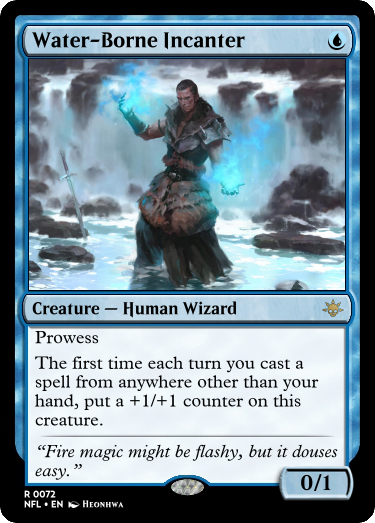 Water-Borne Incanter
Creature — Human Wizard
Prowess
The first time each turn you cast a
spell from anywhere other than your
hand, put a +1/+1 counter on this
creature.
“Fire magic might be flashy, but it douses
easy.”
0/1
R 0072
NFL • EN Heonhwa